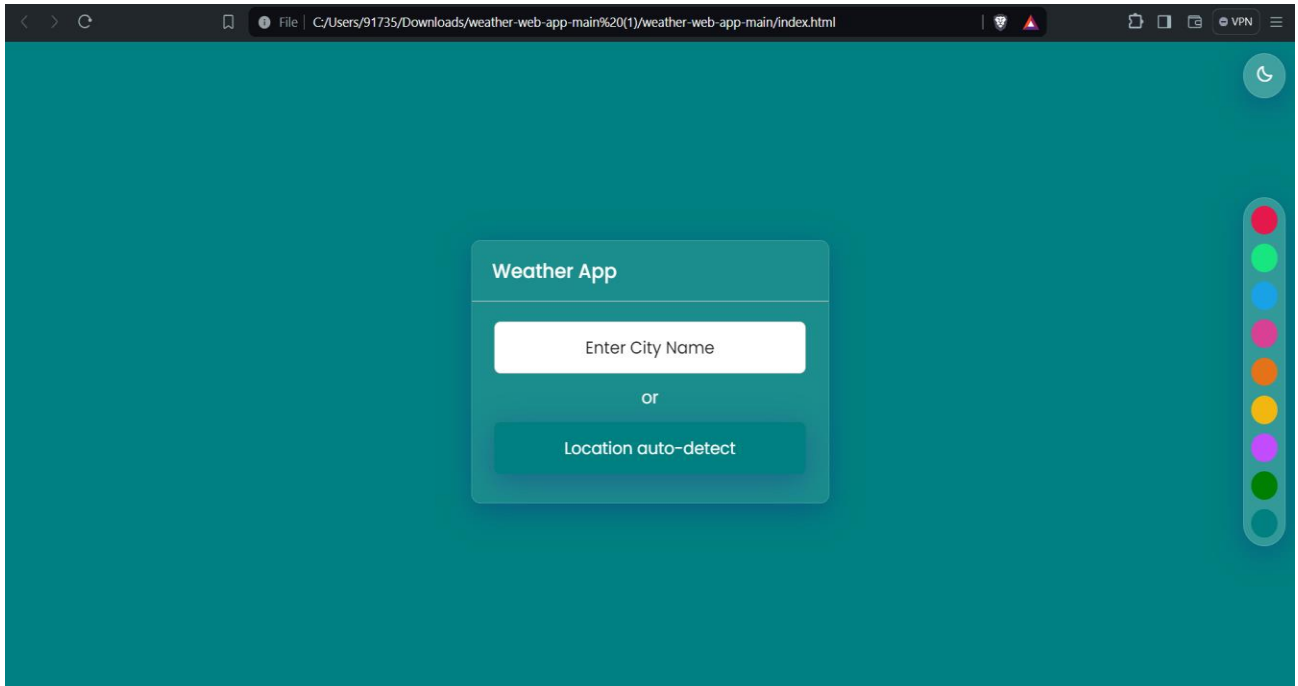 File C:/Users/91735/Downloads/weather-web-app-main%20(1)/weather-web-app-main/index.html VPN
Weather App
Enter City Name
or
Location auto-detect